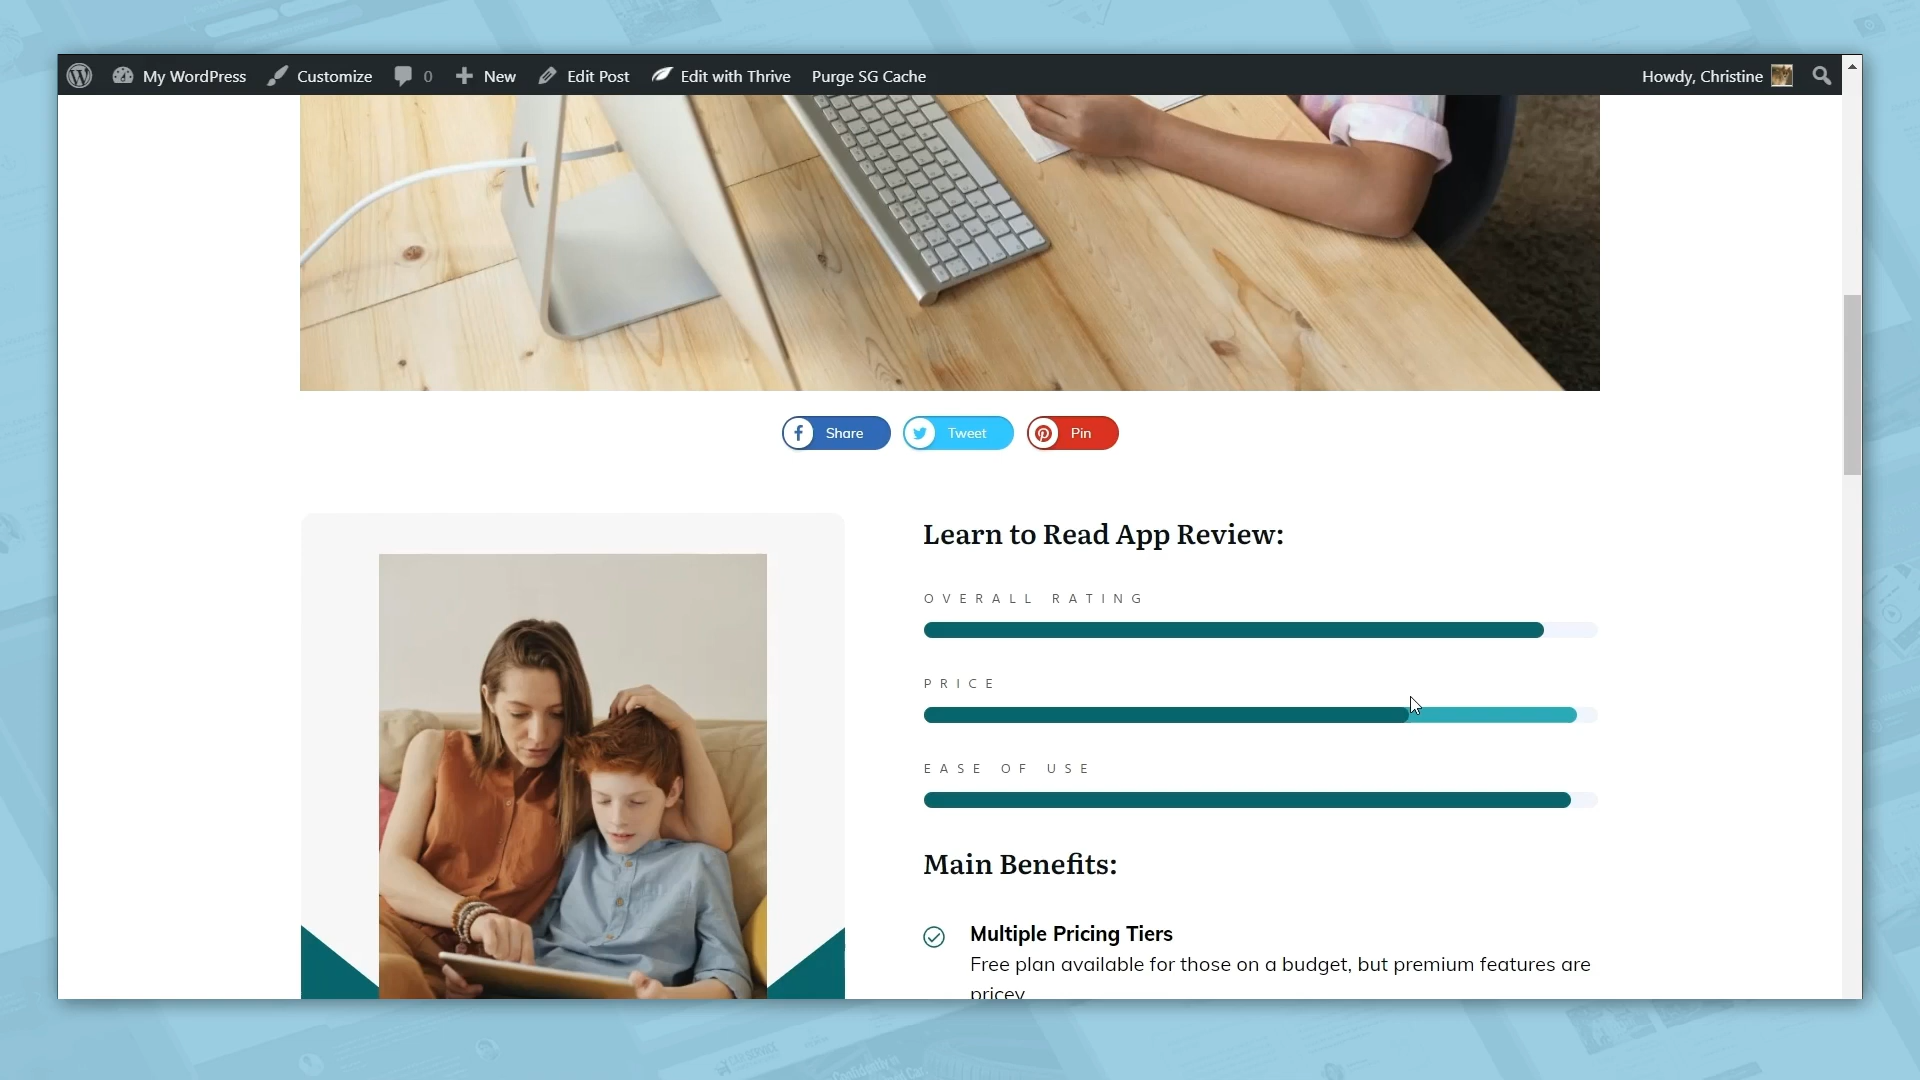 My WordPress Customize 0 New Edit Post Edit with Thrive Purge SG Cache Howdy, Christine
Share Tweet Pin
Learn to Read App Review:
OVERALL RATING
PRICE
EASE OF USE
Main Benefits:
Multiple Pricing Tiers
Free plan available for those on a budget, but premium features are
pricey